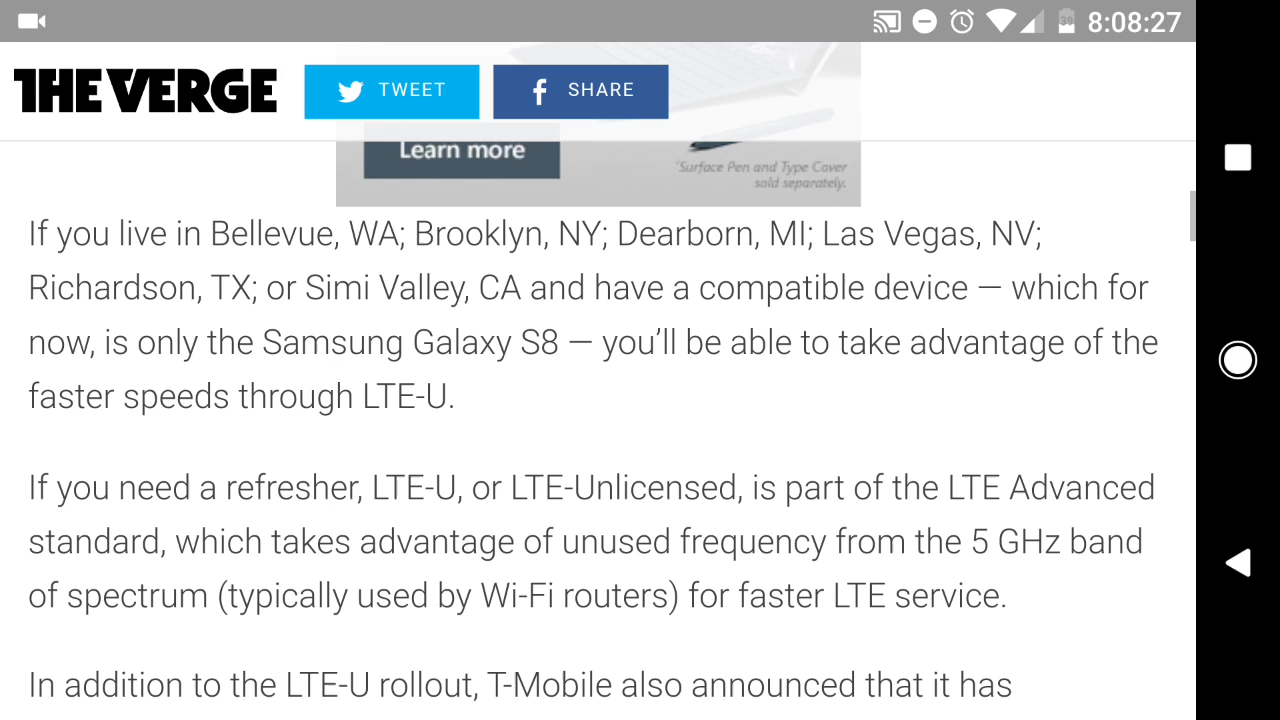 39 8:08:27
THE VERGE TWEET f SHARE
Learn more
*Surface Pen and Type Cover
sold separately.
If you live in Bellevue, WA; Brooklyn, NY; Dearborn, MI; Las Vegas, NV;
Richardson, TX; or Simi Valley, CA and have a compatible device — which for
now, is only the Samsung Galaxy S8 — you’ll be able to take advantage of the
faster speeds through LTE-U.
If you need a refresher, LTE-U, or LTE-Unlicensed, is part of the LTE Advanced
standard, which takes advantage of unused frequency from the 5 GHz band
of spectrum (typically used by Wi-Fi routers) for faster LTE service.
In addition to the LTE-U rollout, T-Mobile also announced that it has